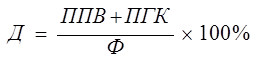 Д = (ППВ + ПГК) / Ф × 100%